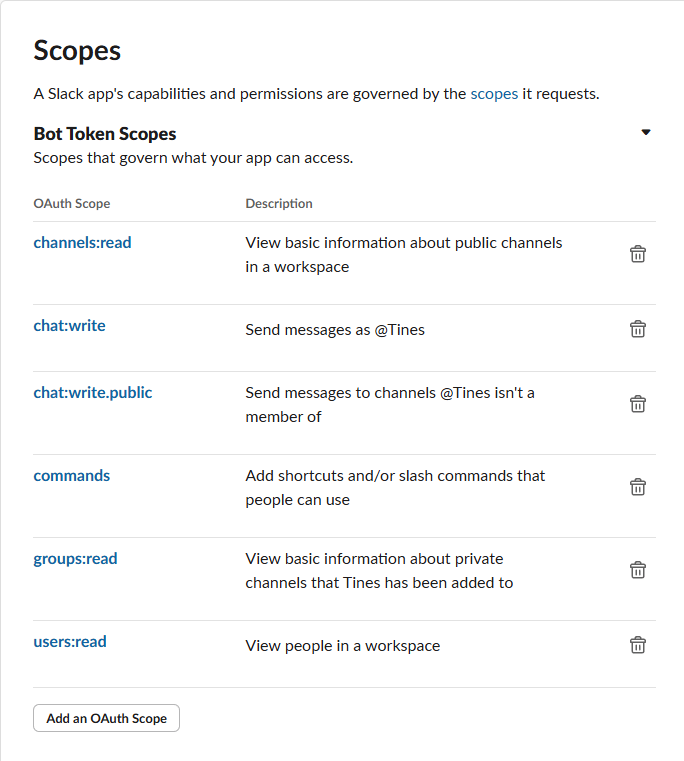 Scopes
A Slack app's capabilities and permissions are governed by the scopes it requests.
Bot Token Scopes
Scopes that govern what your app can access.
OAuth Scope Description
channels:read View basic information about public channels
in a workspace
chat:write Send messages as @Tines
chat:write.public Send messages to channels @Tines isn't a
member of
commands Add shortcuts and/or slash commands that
people can use
groups:read View basic information about private
channels that Tines has been added to
users:read View people in a workspace
Add an OAuth Scope